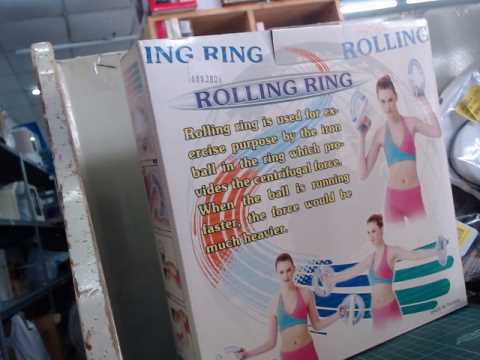 ING RING
ROLLING
ROLLING RING
Rolling ring is used for ex-
ercise purpose by the iron
ball in the ring which pro-
vides the centrifugal force.
When the ball is running
faster, the force would be
much heavier.